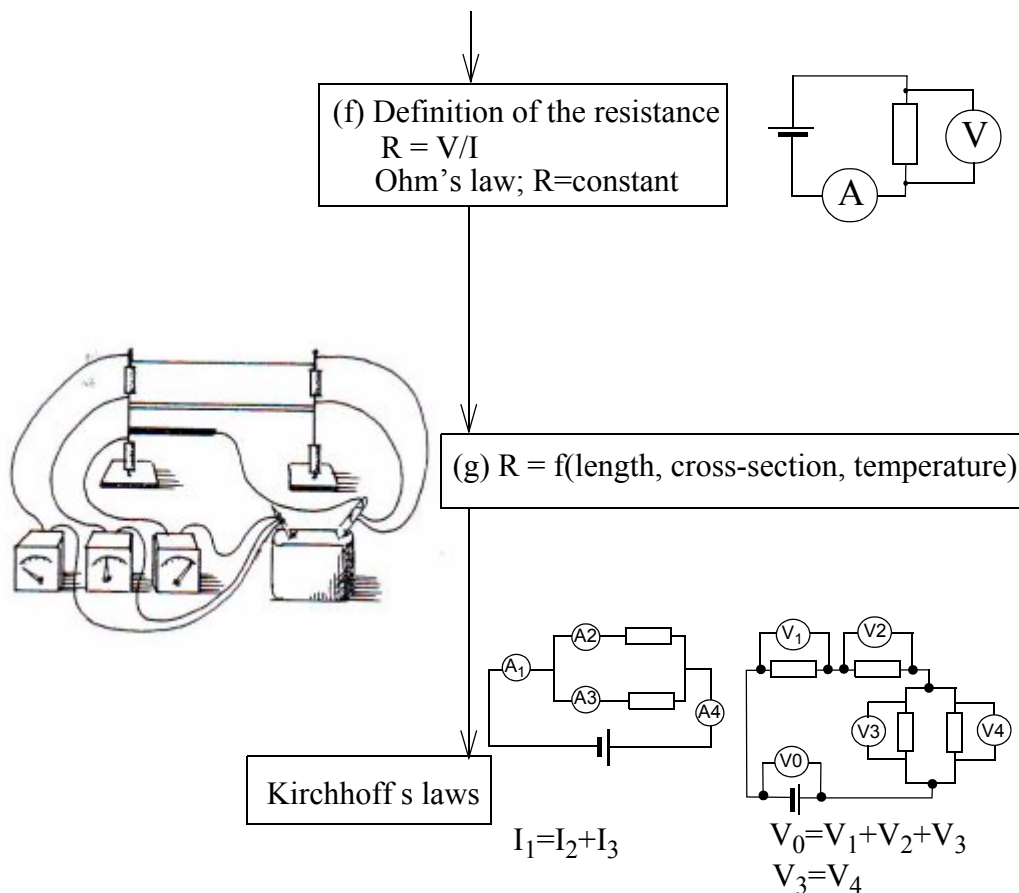 (f) Definition of the resistance
R = V/I
Ohm's law; R=constant
V
A
(g) R = f(length, cross-section, temperature)
A1
A2
A3
A4
V1
V2
V3
V4
V0
Kirchhoff s laws
I1=I2+I3
V0=V1+V2+V3
V3=V4